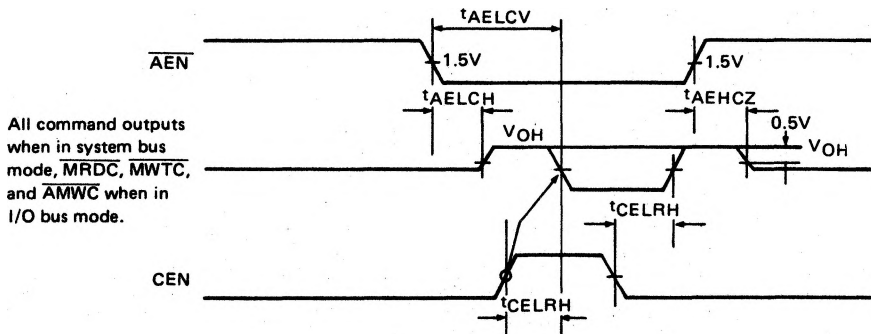 tAELCV
AEN
1.5V
1.5V
tAELCH
tAEHCZ
0.5V
VOH
VOH
All command outputs
when in system bus
mode, MRDC, MWTC,
and AMWC when in
I/O bus mode.
tCELRH
CEN
tCELRH